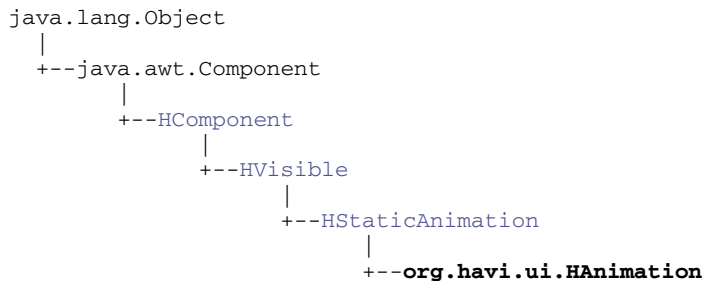 java.lang.Object
|
+--java.awt.Component
|
+--HComponent
|
+--HVisible
|
+--HStaticAnimation
|
+--org.havi.ui.HAnimation